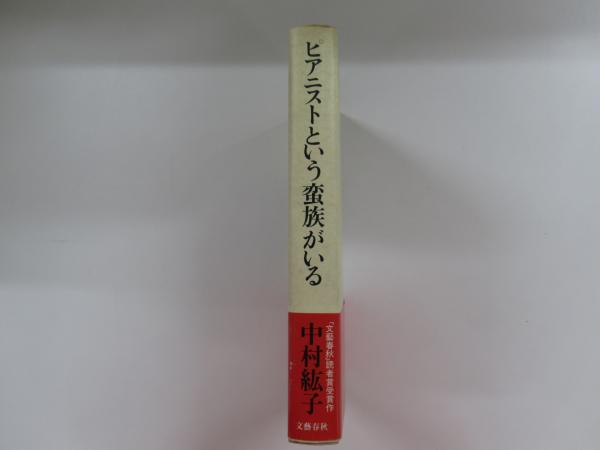 ピアニストという蛮族がいる
「文藝春秋」読者賞受賞作
中村紘子
文藝春秋